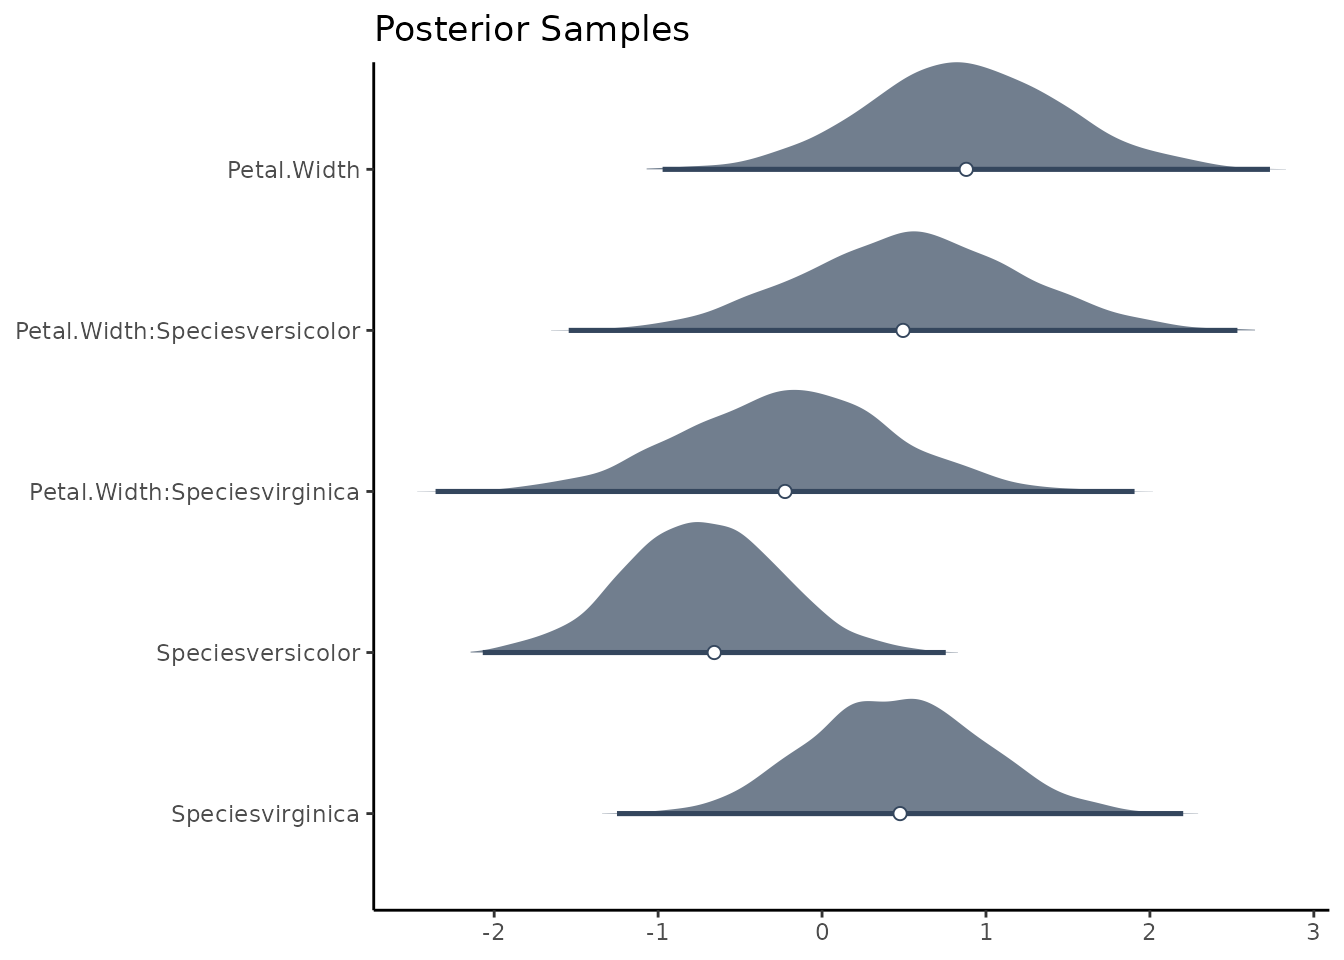 Posterior Samples
Petal.Width
Petal.Width:Speciesversicolor
Petal.Width:Speciesvirginica
Speciesversicolor
Speciesvirginica
-2 -1 0 1 2 3